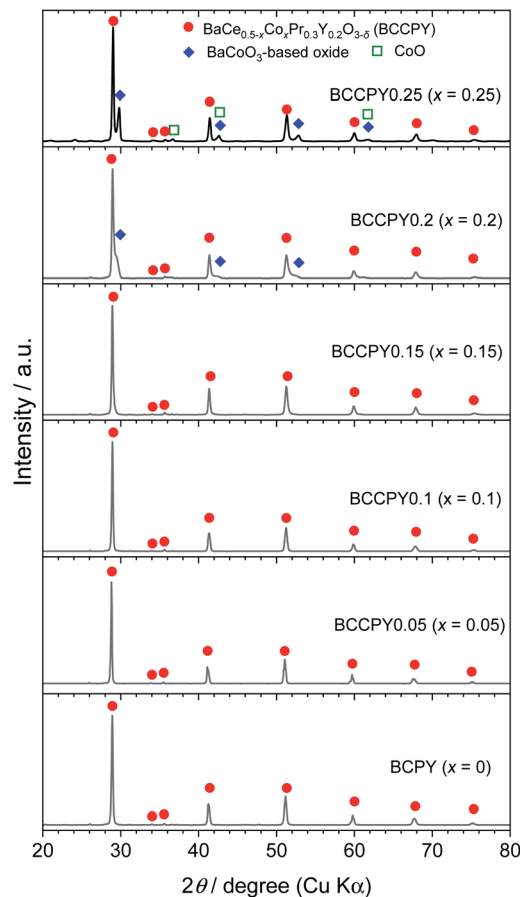 BaCe0.5-xCoxPr0.3Y0.2O3-δ (BCCPY)
BaCoO3-based oxide
CoO
BCCPY0.25 (x = 0.25)
BCCPY0.2 (x = 0.2)
BCCPY0.15 (x = 0.15)
BCCPY0.1 (x = 0.1)
BCCPY0.05 (x = 0.05)
BCPY (x = 0)
Intensity / a.u.
20 30 40 50 60 70 80
2θ / degree (Cu Kα)